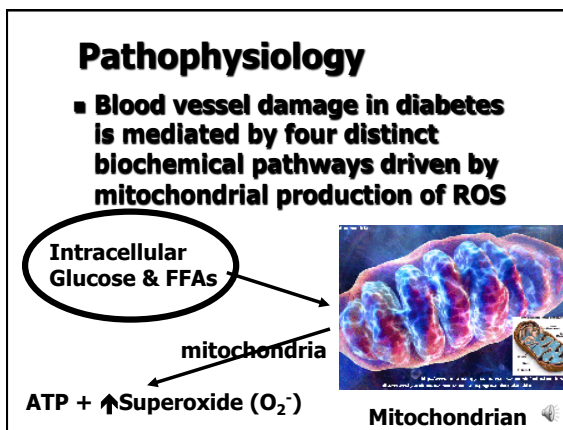 Pathophysiology
■ Blood vessel damage in diabetes
is mediated by four distinct
biochemical pathways driven by
mitochondrial production of ROS
Intracellular
Glucose & FFAs
mitochondria
ATP + ↑Superoxide (O₂⁻)
Mitochondrian